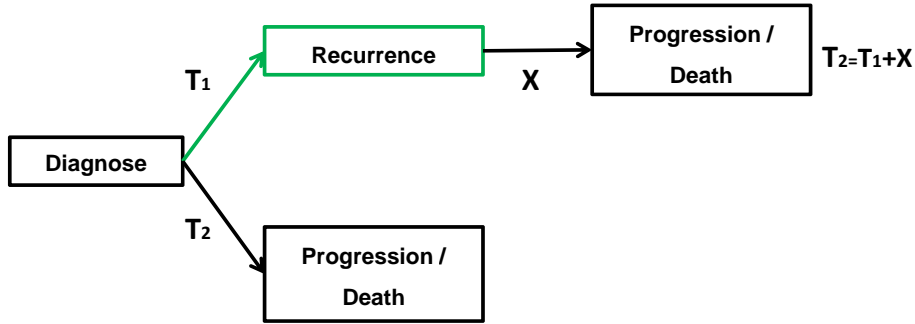 Progression /
Death
Recurrence
T₂=T₁+X
T₁
X
Diagnose
T₂
Progression /
Death